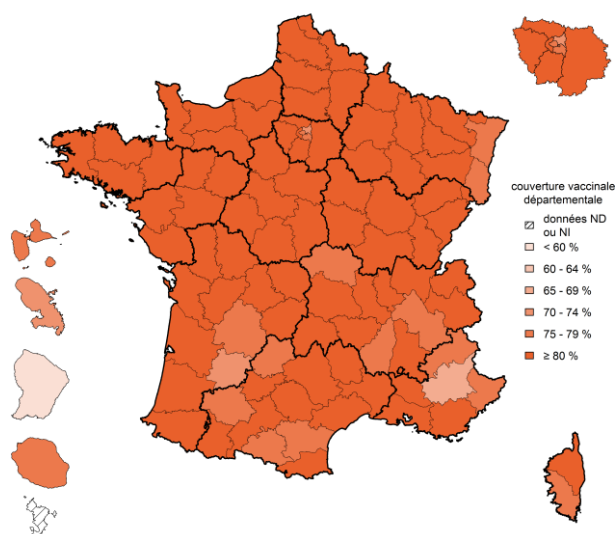 couverture vaccinale
départementale
données ND
ou NI
< 60 %
60 - 64 %
65 - 69 %
70 - 74 %
75 - 79 %
≥ 80 %